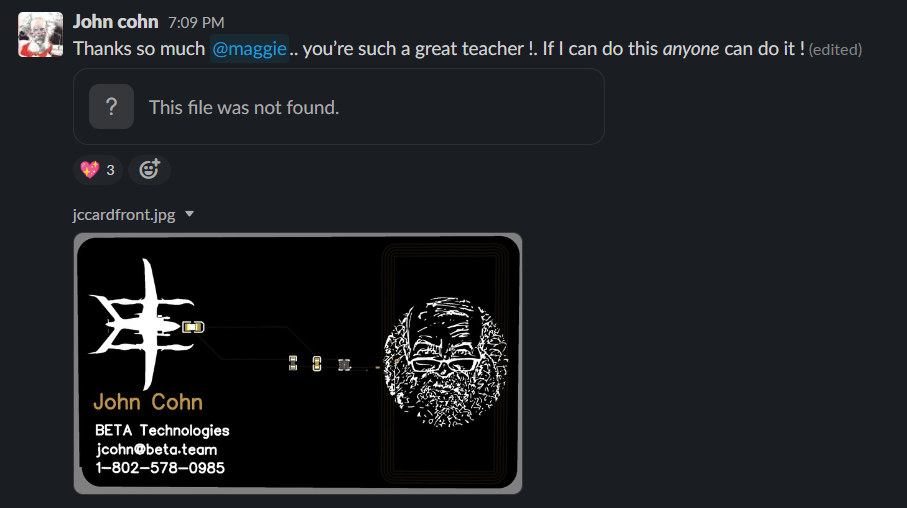 John cohn 7:09 PM
Thanks so much @maggie.. you’re such a great teacher !. If I can do this anyone can do it ! (edited)
? This file was not found.
💖 3
jccardfront.jpg
John Cohn
BETA Technologies
jcohn@beta.team
1-802-578-0985